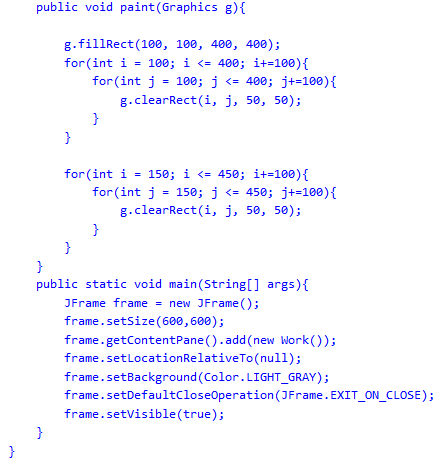 public void paint(Graphics g){
g.fillRect(100, 100, 400, 400);
for(int i = 100; i <= 400; i+=100){
for(int j = 100; j <= 400; j+=100){
g.clearRect(i, j, 50, 50);
}
}
for(int i = 150; i <= 450; i+=100){
for(int j = 150; j <= 450; j+=100){
g.clearRect(i, j, 50, 50);
}
}
}
public static void main(String[] args){
JFrame frame = new JFrame();
frame.setSize(600,600);
frame.getContentPane().add(new Work());
frame.setLocationRelativeTo(null);
frame.setBackground(Color.LIGHT_GRAY);
frame.setDefaultCloseOperation(JFrame.EXIT_ON_CLOSE);
frame.setVisible(true);
}
}